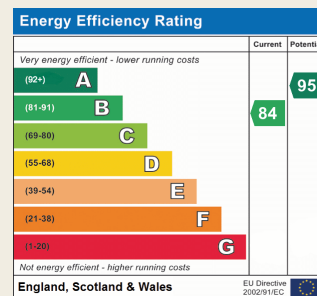 Energy Efficiency Rating
Current Potenti
Very energy efficient - lower running costs
(92+) A 95
(81-91) B 84
(69-80) C
(55-68) D
(39-54) E
(21-38) F
(1-20) G
Not energy efficient - higher running costs
England, Scotland & Wales EU Directive
2002/91/EC